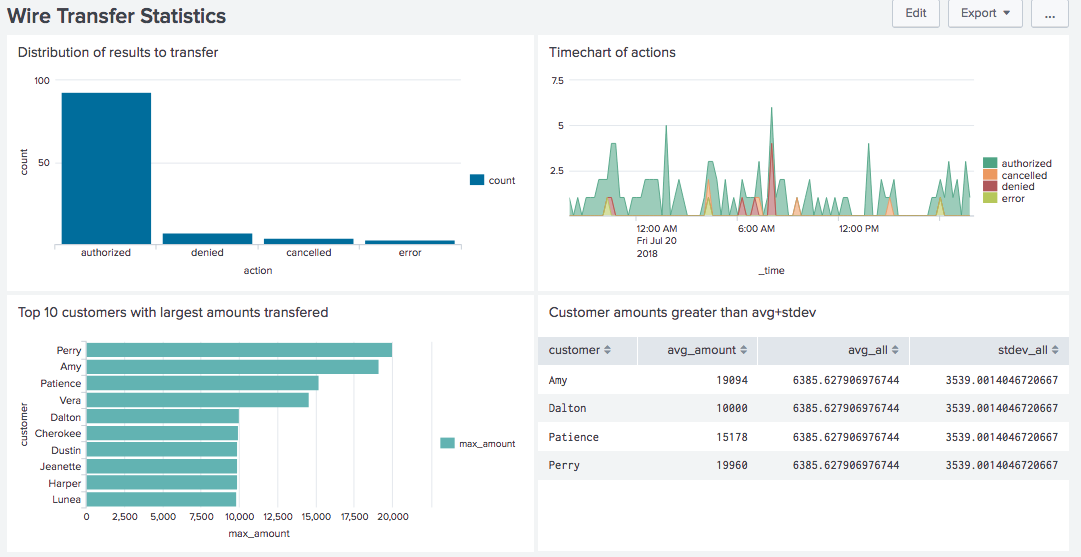 Wire Transfer Statistics
Edit
Export
...
Distribution of results to transfer
100
50
count
authorized
denied
cancelled
error
action
count
Timechart of actions
7.5
5
2.5
12:00 AM
Fri Jul 20
2018
6:00 AM
12:00 PM
_time
authorized
cancelled
denied
error
Top 10 customers with largest amounts transfered
customer
Perry
Amy
Patience
Vera
Dalton
Cherokee
Dustin
Jeanette
Harper
Lunea
0 2,500 5,000 7,500 10,000 12,500 15,000 17,500 20,000
max_amount
max_amount
Customer amounts greater than avg+stdev
customer avg_amount avg_all stdev_all
Amy 19094 6385.627906976744 3539.0014046720667
Dalton 10000 6385.627906976744 3539.0014046720667
Patience 15178 6385.627906976744 3539.0014046720667
Perry 19960 6385.627906976744 3539.0014046720667